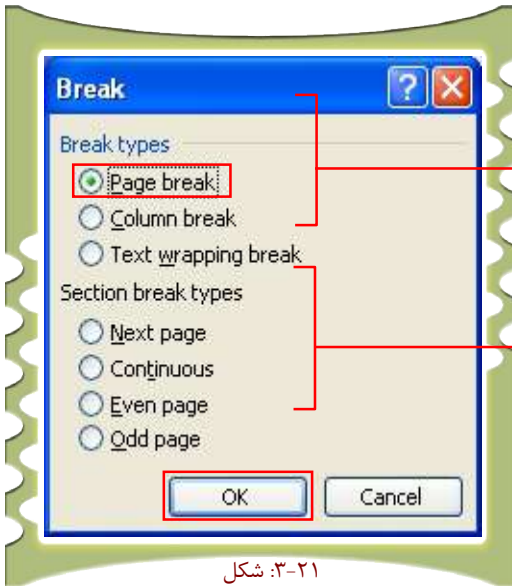 Break
Break types
Page break
Column break
Text wrapping break
Section break types
Next page
Continuous
Even page
Odd page
OK Cancel
۳-۲۱: شکل